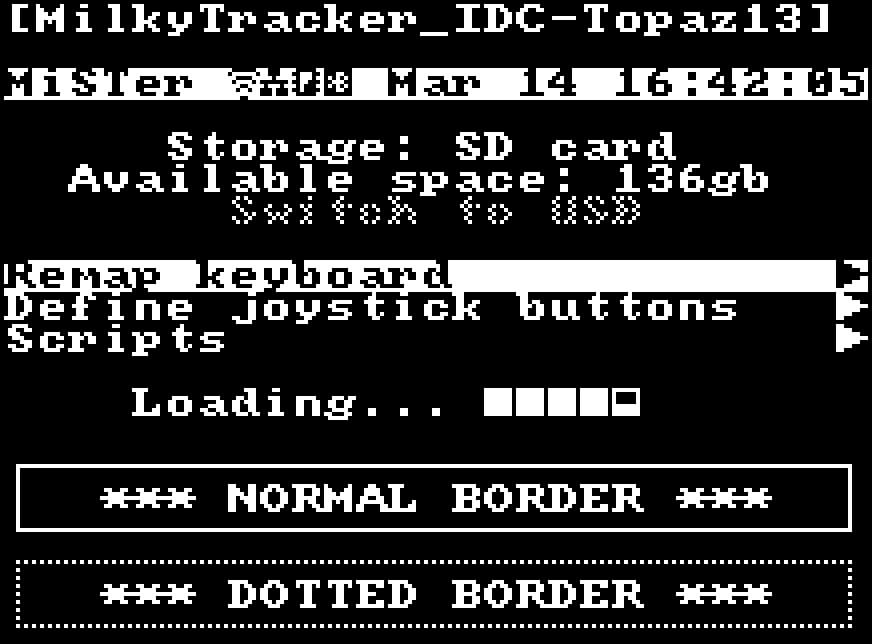 [MilkyTracker_IDC-Topaz13]
MiSTer Mar 14 16:42:05
Storage: SD card
Available space: 136gb
Switch to USB
Remap keyboard
Define joystick buttons
Scripts
Loading...
*** NORMAL BORDER ***
*** DOTTED BORDER ***